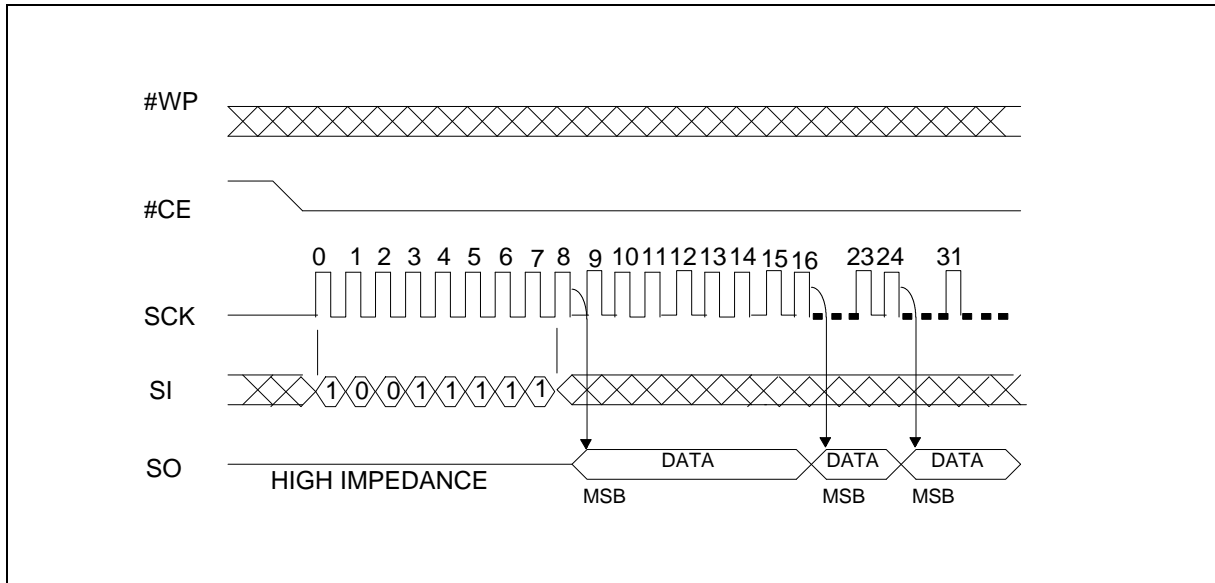 #WP
#CE
0 1 2 3 4 5 6 7 8 9 10 11 12 13 14 15 16 23 24 31
SCK
SI 1 0 0 1 1 1 1 1
SO HIGH IMPEDANCE DATA DATA DATA
MSB MSB MSB